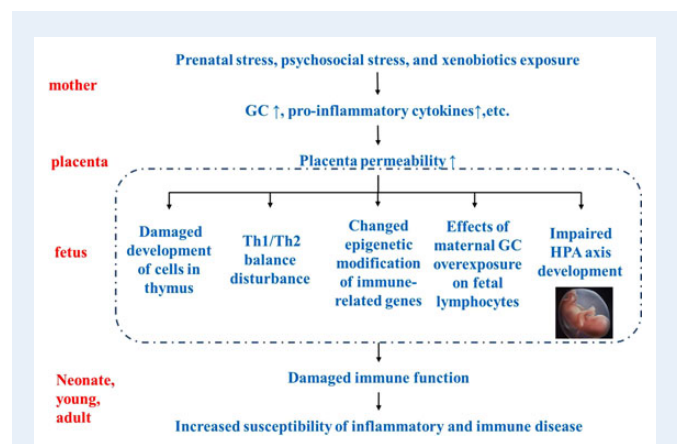 Prenatal stress, psychosocial stress, and xenobiotics exposure
mother
GC ↑, pro-inflammatory cytokines↑,etc.
placenta
Placenta permeability ↑
fetus
Damaged
development
of cells in
thymus
Th1/Th2
balance
disturbance
Changed
epigenetic
modification
of immune-
related genes
Effects of
maternal GC
overexposure
on fetal
lymphocytes
Impaired
HPA axis
development
Neonate,
young,
adult
Damaged immune function
Increased susceptibility of inflammatory and immune disease